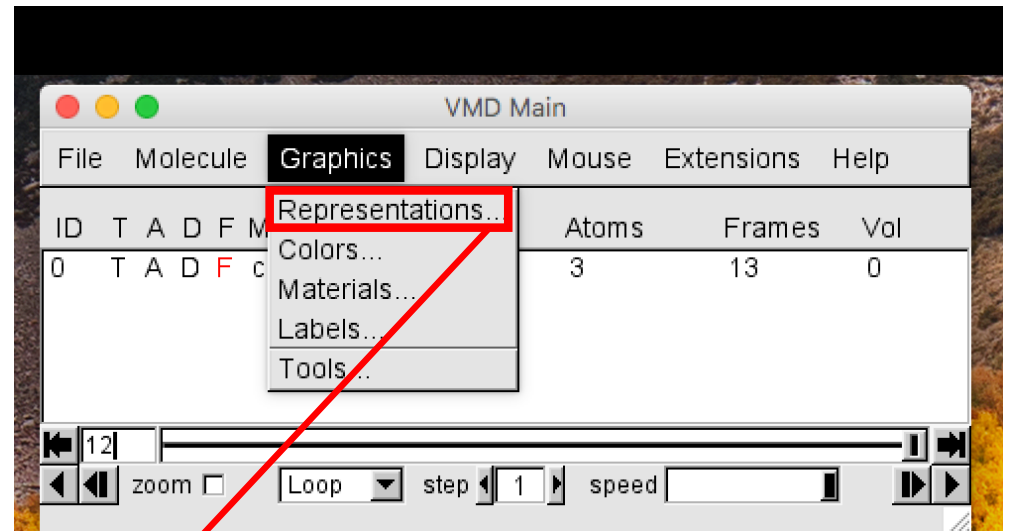 VMD Main
File Molecule Graphics Display Mouse Extensions Help
Representations...
ID T A D F M Atoms Frames Vol
Colors...
0 T A D F c 3 13 0
Materials...
Labels...
Tools...
12
zoom Loop step 1 speed